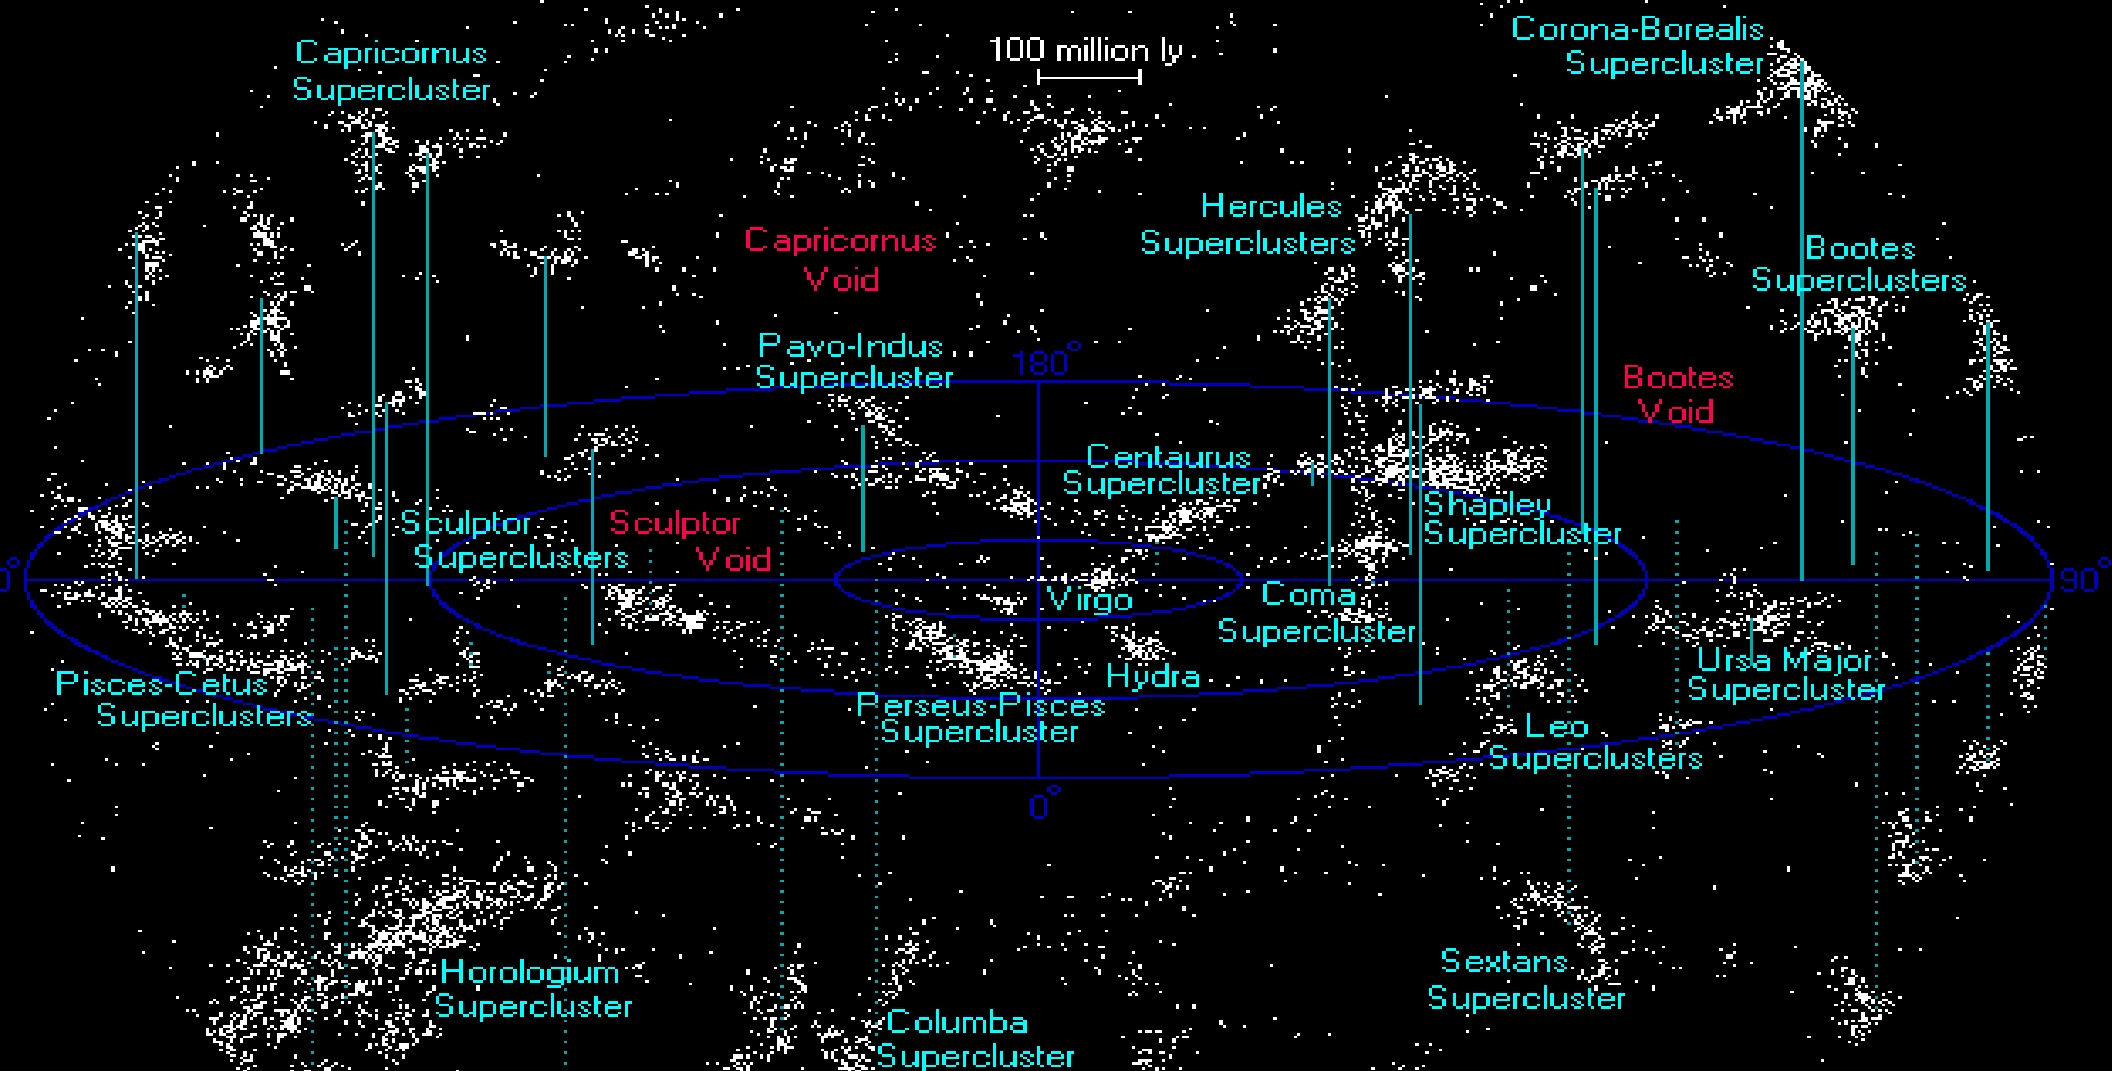 Capricornus
Supercluster
100 million ly
Corona-Borealis
Supercluster
Hercules
Superclusters
Capricornus
Void
Bootes
Superclusters
Pavo-Indus
Supercluster
180°
Bootes
Void
Centaurus
Supercluster
Sculptor
Superclusters
Sculptor
Void
Shapley
Supercluster
0°
90°
Virgo
Coma
Supercluster
Hydra
Pisces-Cetus
Superclusters
Perseus-Pisces
Supercluster
Ursa Major
Supercluster
Leo
Superclusters
0°
Horologium
Supercluster
Sextans
Supercluster
Columba
Supercluster